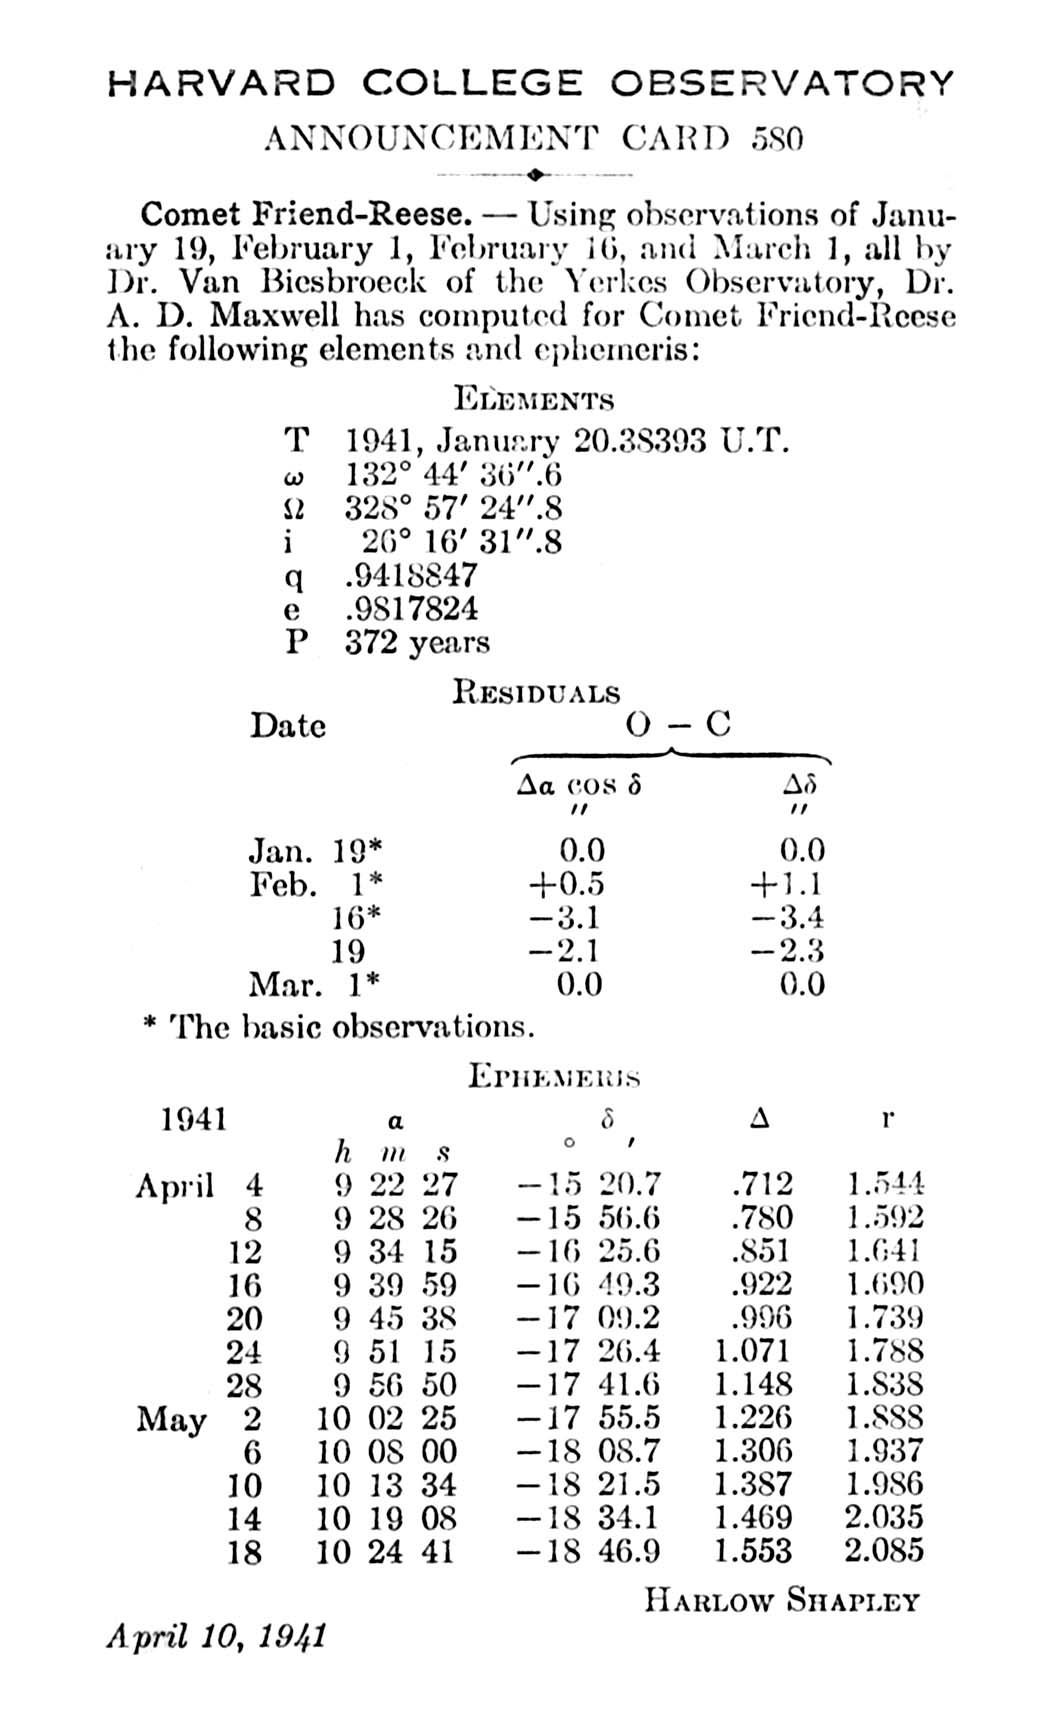 HARVARD COLLEGE OBSERVATORY
ANNOUNCEMENT CARD 580
Comet Friend-Reese. — Using observations of Janu-
ary 19, February 1, February 16, and March 1, all by
Dr. Van Biesbroeck of the Yerkes Observatory, Dr.
A. D. Maxwell has computed for Comet Friend-Reese
the following elements and ephemeris:
ELEMENTS
T 1941, January 20.38393 U.T.
ω 132° 44′ 36″.6
Ω 328° 57′ 24″.8
i 26° 16′ 31″.8
q .9418847
e .9817824
P 372 years
RESIDUALS
Date O – C
Δα cos δ Δδ
″ ″
Jan. 19* 0.0 0.0
Feb. 1* +0.5 +1.1
16* −3.1 −3.4
19 −2.1 −2.3
Mar. 1* 0.0 0.0
* The basic observations.
EPHEMERIS
1941 α δ Δ r
h m s ° ′
April 4 9 22 27 −15 20.7 .712 1.544
8 9 28 26 −15 56.6 .780 1.592
12 9 34 15 −16 25.6 .851 1.641
16 9 39 59 −16 49.3 .922 1.690
20 9 45 38 −17 09.2 .996 1.739
24 9 51 15 −17 26.4 1.071 1.788
28 9 56 50 −17 41.6 1.148 1.838
May 2 10 02 25 −17 55.5 1.226 1.888
6 10 08 00 −18 08.7 1.306 1.937
10 10 13 34 −18 21.5 1.387 1.986
14 10 19 08 −18 34.1 1.469 2.035
18 10 24 41 −18 46.9 1.553 2.085
HARLOW SHAPLEY
April 10, 1941